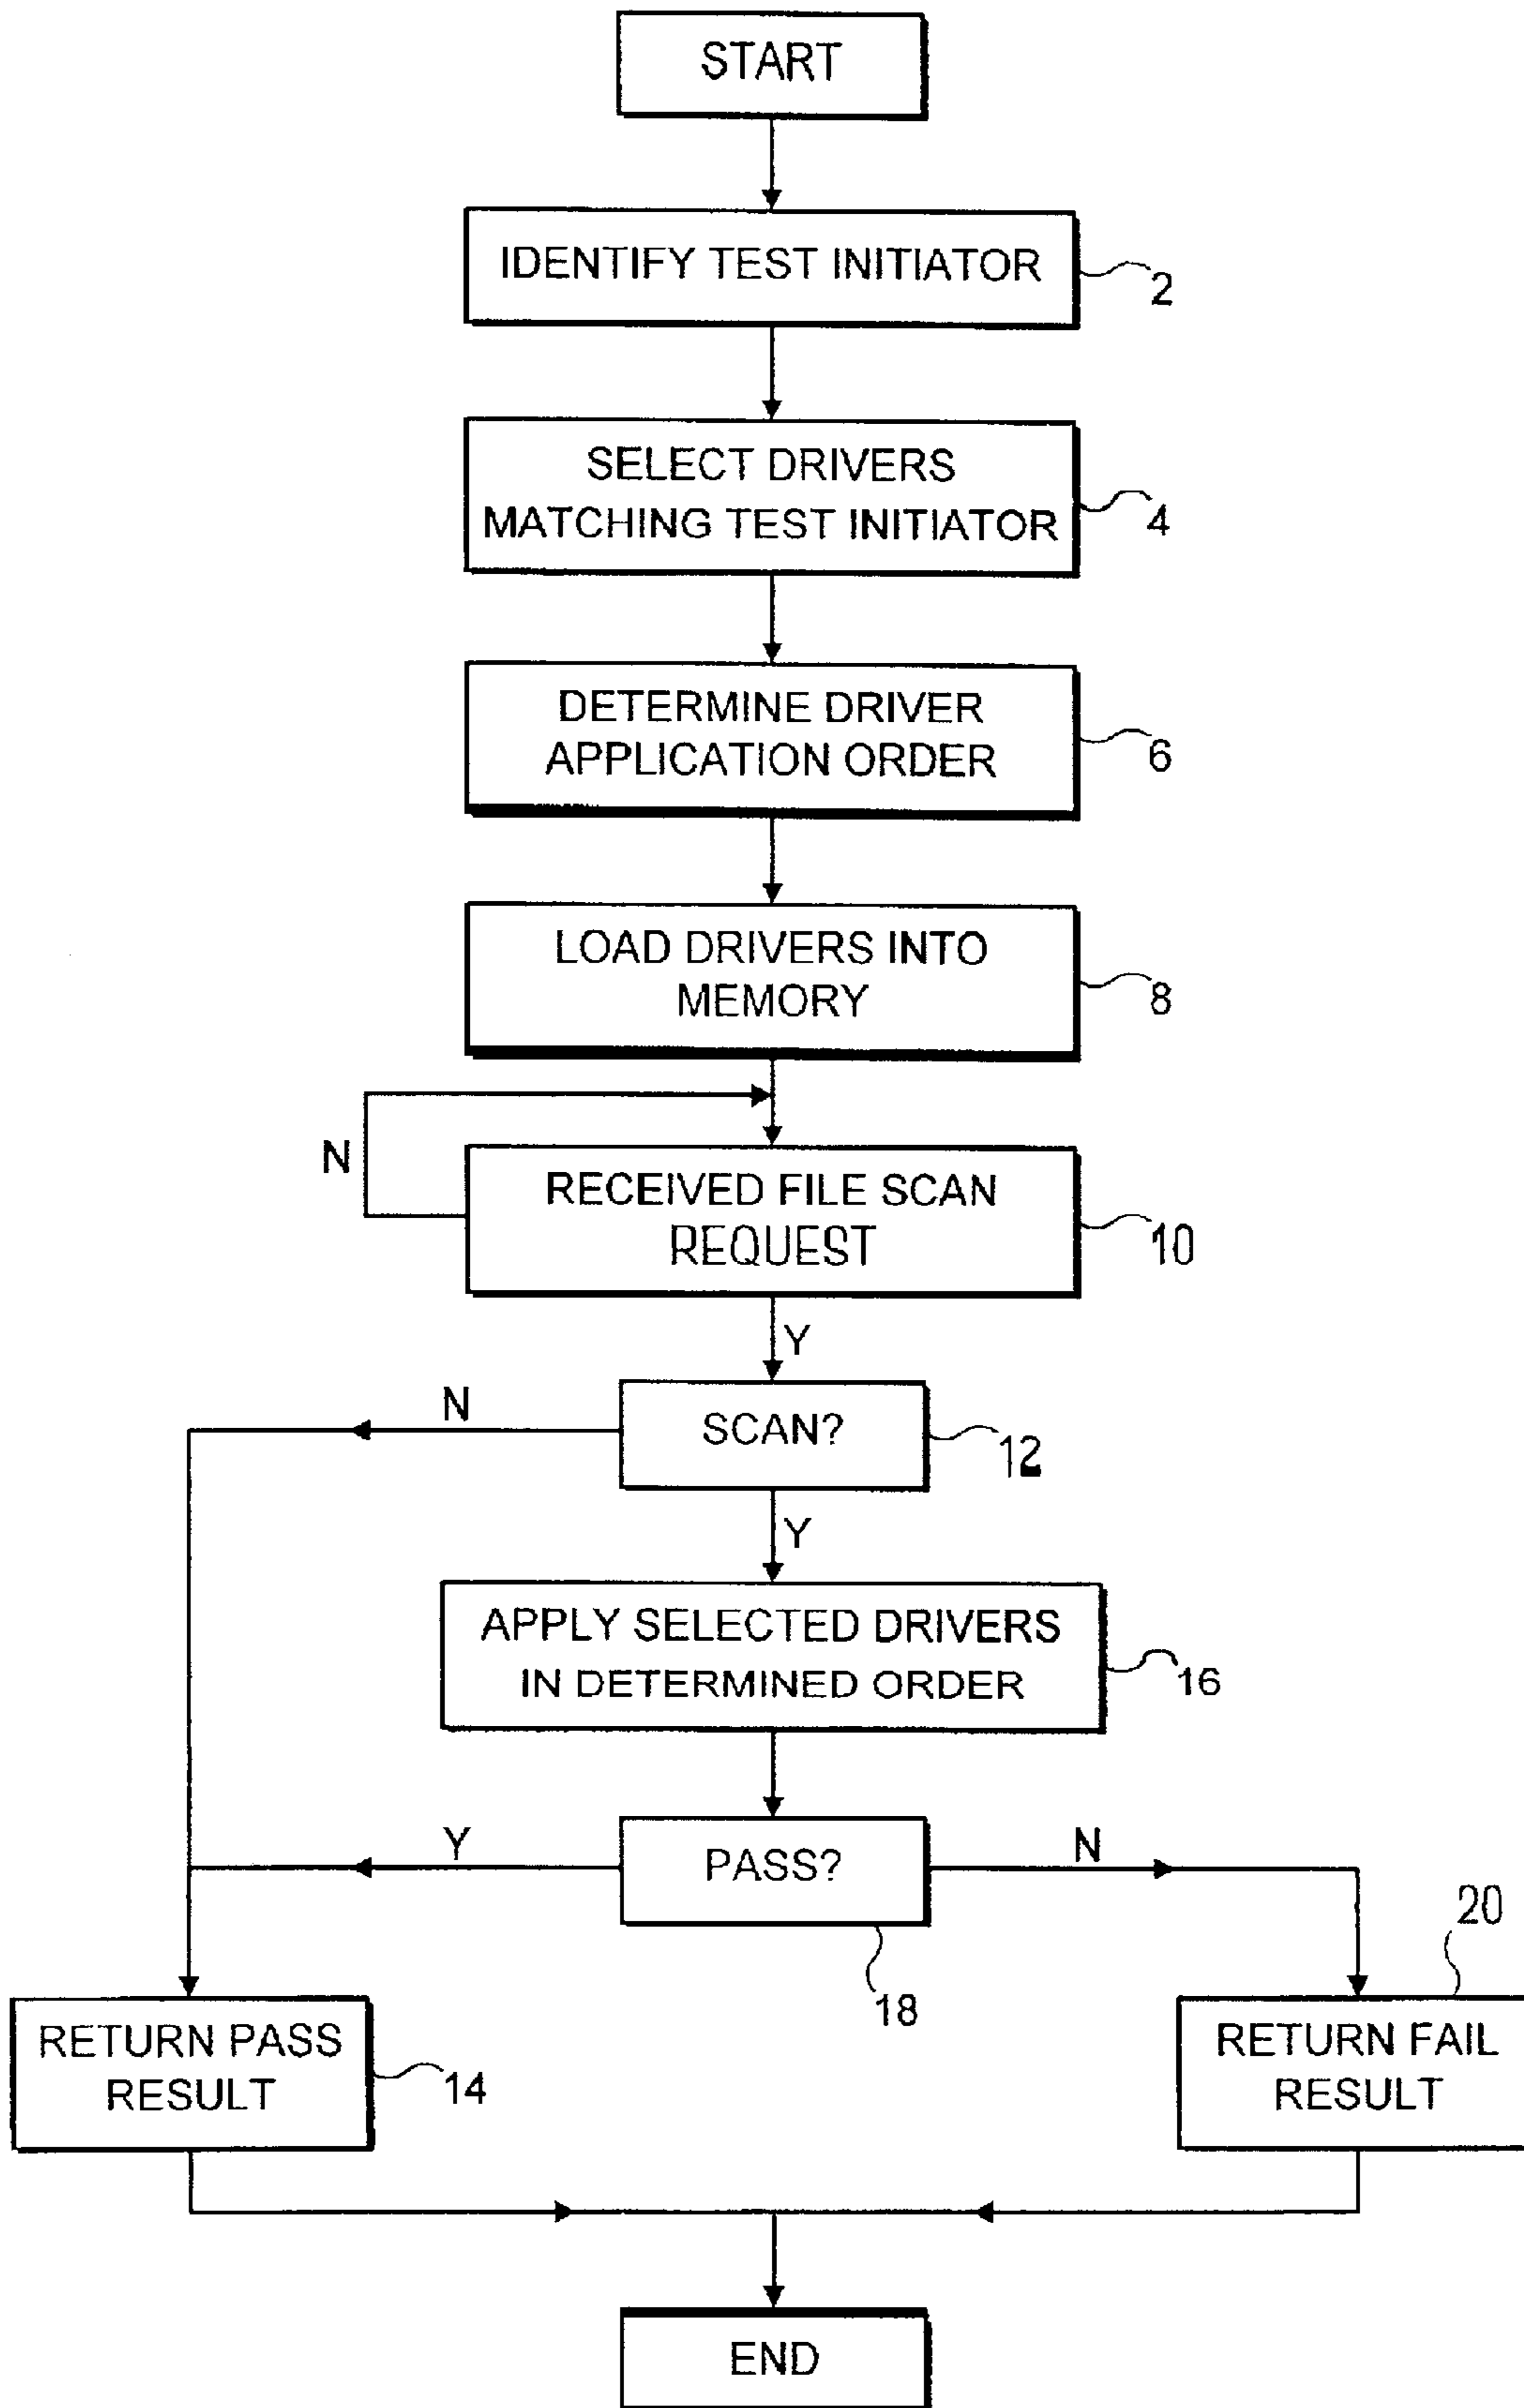 START
IDENTIFY TEST INITIATOR
2
SELECT DRIVERS
MATCHING TEST INITIATOR
4
DETERMINE DRIVER
APPLICATION ORDER
6
LOAD DRIVERS INTO
MEMORY
8
N
RECEIVED FILE SCAN
REQUEST
10
Y
N
SCAN?
12
Y
APPLY SELECTED DRIVERS
IN DETERMINED ORDER
16
Y
PASS?
N
18
20
RETURN PASS
RESULT
14
RETURN FAIL
RESULT
END